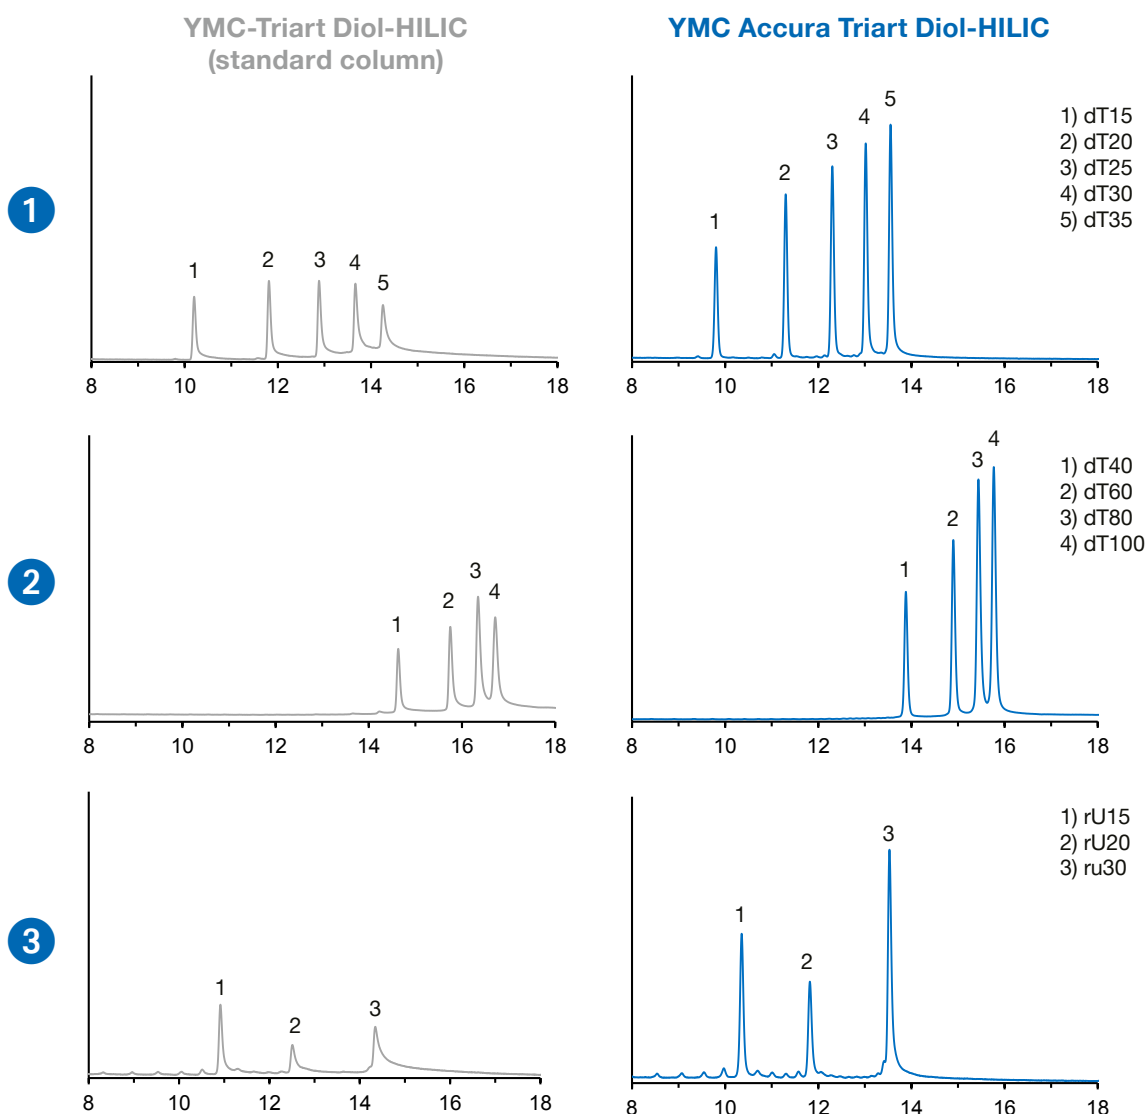 YMC-Triart Diol-HILIC
(standard column)
YMC Accura Triart Diol-HILIC
1
1
2
3
4
5
8 10 12 14 16 18
1
2
3
4
5
8 10 12 14 16 18
1) dT15
2) dT20
3) dT25
4) dT30
5) dT35
2
1
2
3
4
8 10 12 14 16 18
1
2
3
4
8 10 12 14 16 18
1) dT40
2) dT60
3) dT80
4) dT100
3
1
2
3
8 10 12 14 16 18
1
2
3
8 10 12 14 16 18
1) rU15
2) rU20
3) ru30